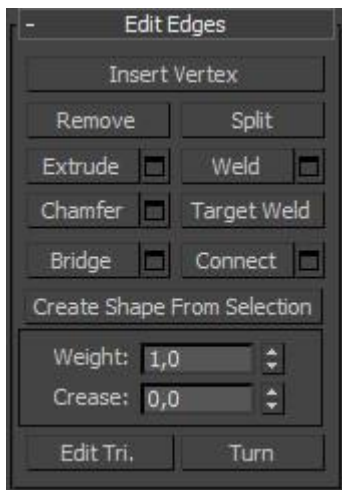 - Edit Edges
Insert Vertex
Remove Split
Extrude Weld
Chamfer Target Weld
Bridge Connect
Create Shape From Selection
Weight: 1,0
Crease: 0,0
Edit Tri. Turn